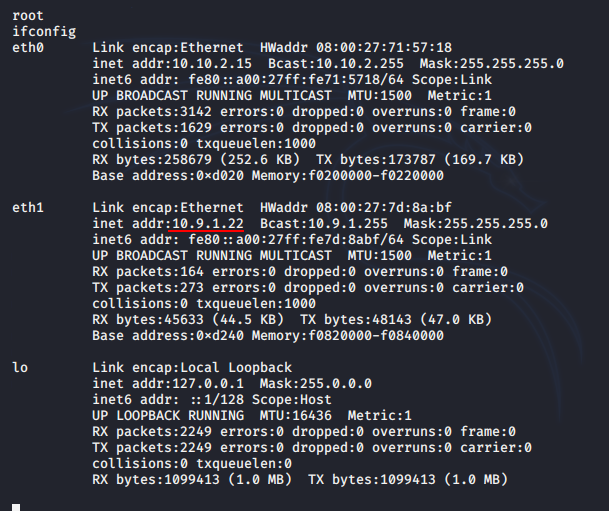 root
ifconfig
eth0      Link encap:Ethernet  HWaddr 08:00:27:71:57:18
          inet addr:10.10.2.15  Bcast:10.10.2.255  Mask:255.255.255.0
          inet6 addr: fe80::a00:27ff:fe71:5718/64 Scope:Link
          UP BROADCAST RUNNING MULTICAST  MTU:1500  Metric:1
          RX packets:3142 errors:0 dropped:0 overruns:0 frame:0
          TX packets:1629 errors:0 dropped:0 overruns:0 carrier:0
          collisions:0 txqueuelen:1000
          RX bytes:258679 (252.6 KB)  TX bytes:173787 (169.7 KB)
          Base address:0xd020 Memory:f0200000-f0220000
eth1      Link encap:Ethernet  HWaddr 08:00:27:7d:8a:bf
          inet addr:10.9.1.22  Bcast:10.9.1.255  Mask:255.255.255.0
          inet6 addr: fe80::a00:27ff:fe7d:8abf/64 Scope:Link
          UP BROADCAST RUNNING MULTICAST  MTU:1500  Metric:1
          RX packets:164 errors:0 dropped:0 overruns:0 frame:0
          TX packets:273 errors:0 dropped:0 overruns:0 carrier:0
          collisions:0 txqueuelen:1000
          RX bytes:45633 (44.5 KB)  TX bytes:48143 (47.0 KB)
          Base address:0xd240 Memory:f0820000-f0840000
lo        Link encap:Local Loopback
          inet addr:127.0.0.1  Mask:255.0.0.0
          inet6 addr: ::1/128 Scope:Host
          UP LOOPBACK RUNNING  MTU:16436  Metric:1
          RX packets:2249 errors:0 dropped:0 overruns:0 frame:0
          TX packets:2249 errors:0 dropped:0 overruns:0 carrier:0
          collisions:0 txqueuelen:0
          RX bytes:1099413 (1.0 MB)  TX bytes:1099413 (1.0 MB)